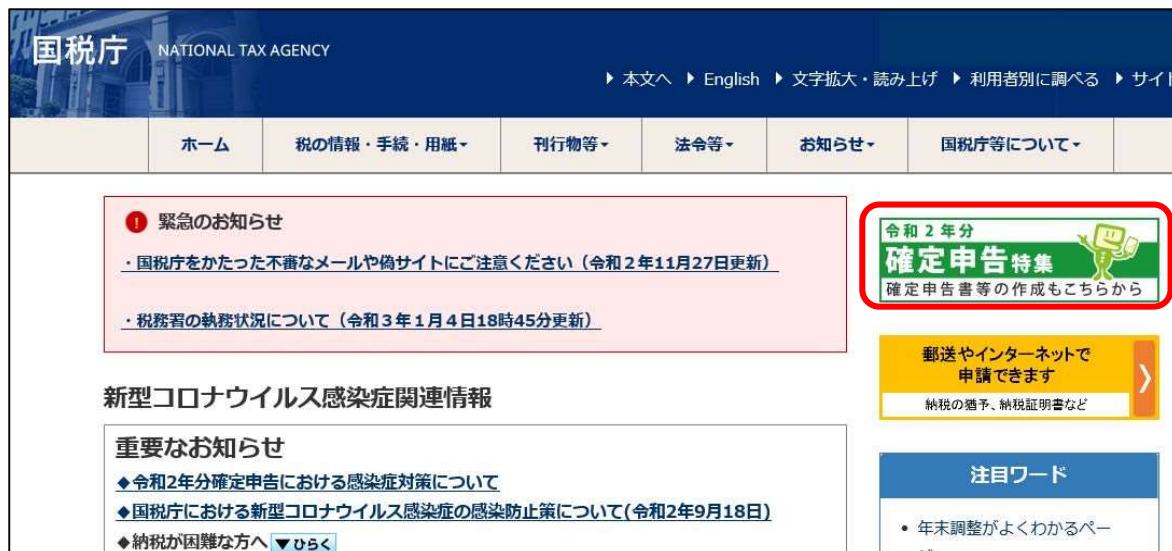 国税庁 NATIONAL TAX AGENCY
本文へ English 文字拡大・読み上げ 利用者別に調べる サイト
ホーム 税の情報・手続・用紙 刊行物等 法令等 お知らせ 国税庁等について
緊急のお知らせ
・国税庁をかたった不審なメールや偽サイトにご注意ください（令和２年11月27日更新）
・税務署の執務状況について（令和３年１月４日18時45分更新）
令和２年分
確定申告特集
確定申告書等の作成もこちらから
郵送やインターネットで
申請できます
納税の猶予、納税証明書など
新型コロナウイルス感染症関連情報
重要なお知らせ
◆令和2年分確定申告における感染症対策について
◆国税庁における新型コロナウイルス感染症の感染防止策について(令和2年9月18日)
◆納税が困難な方へ ▼ひらく
注目ワード
• 年末調整がよくわかるペー